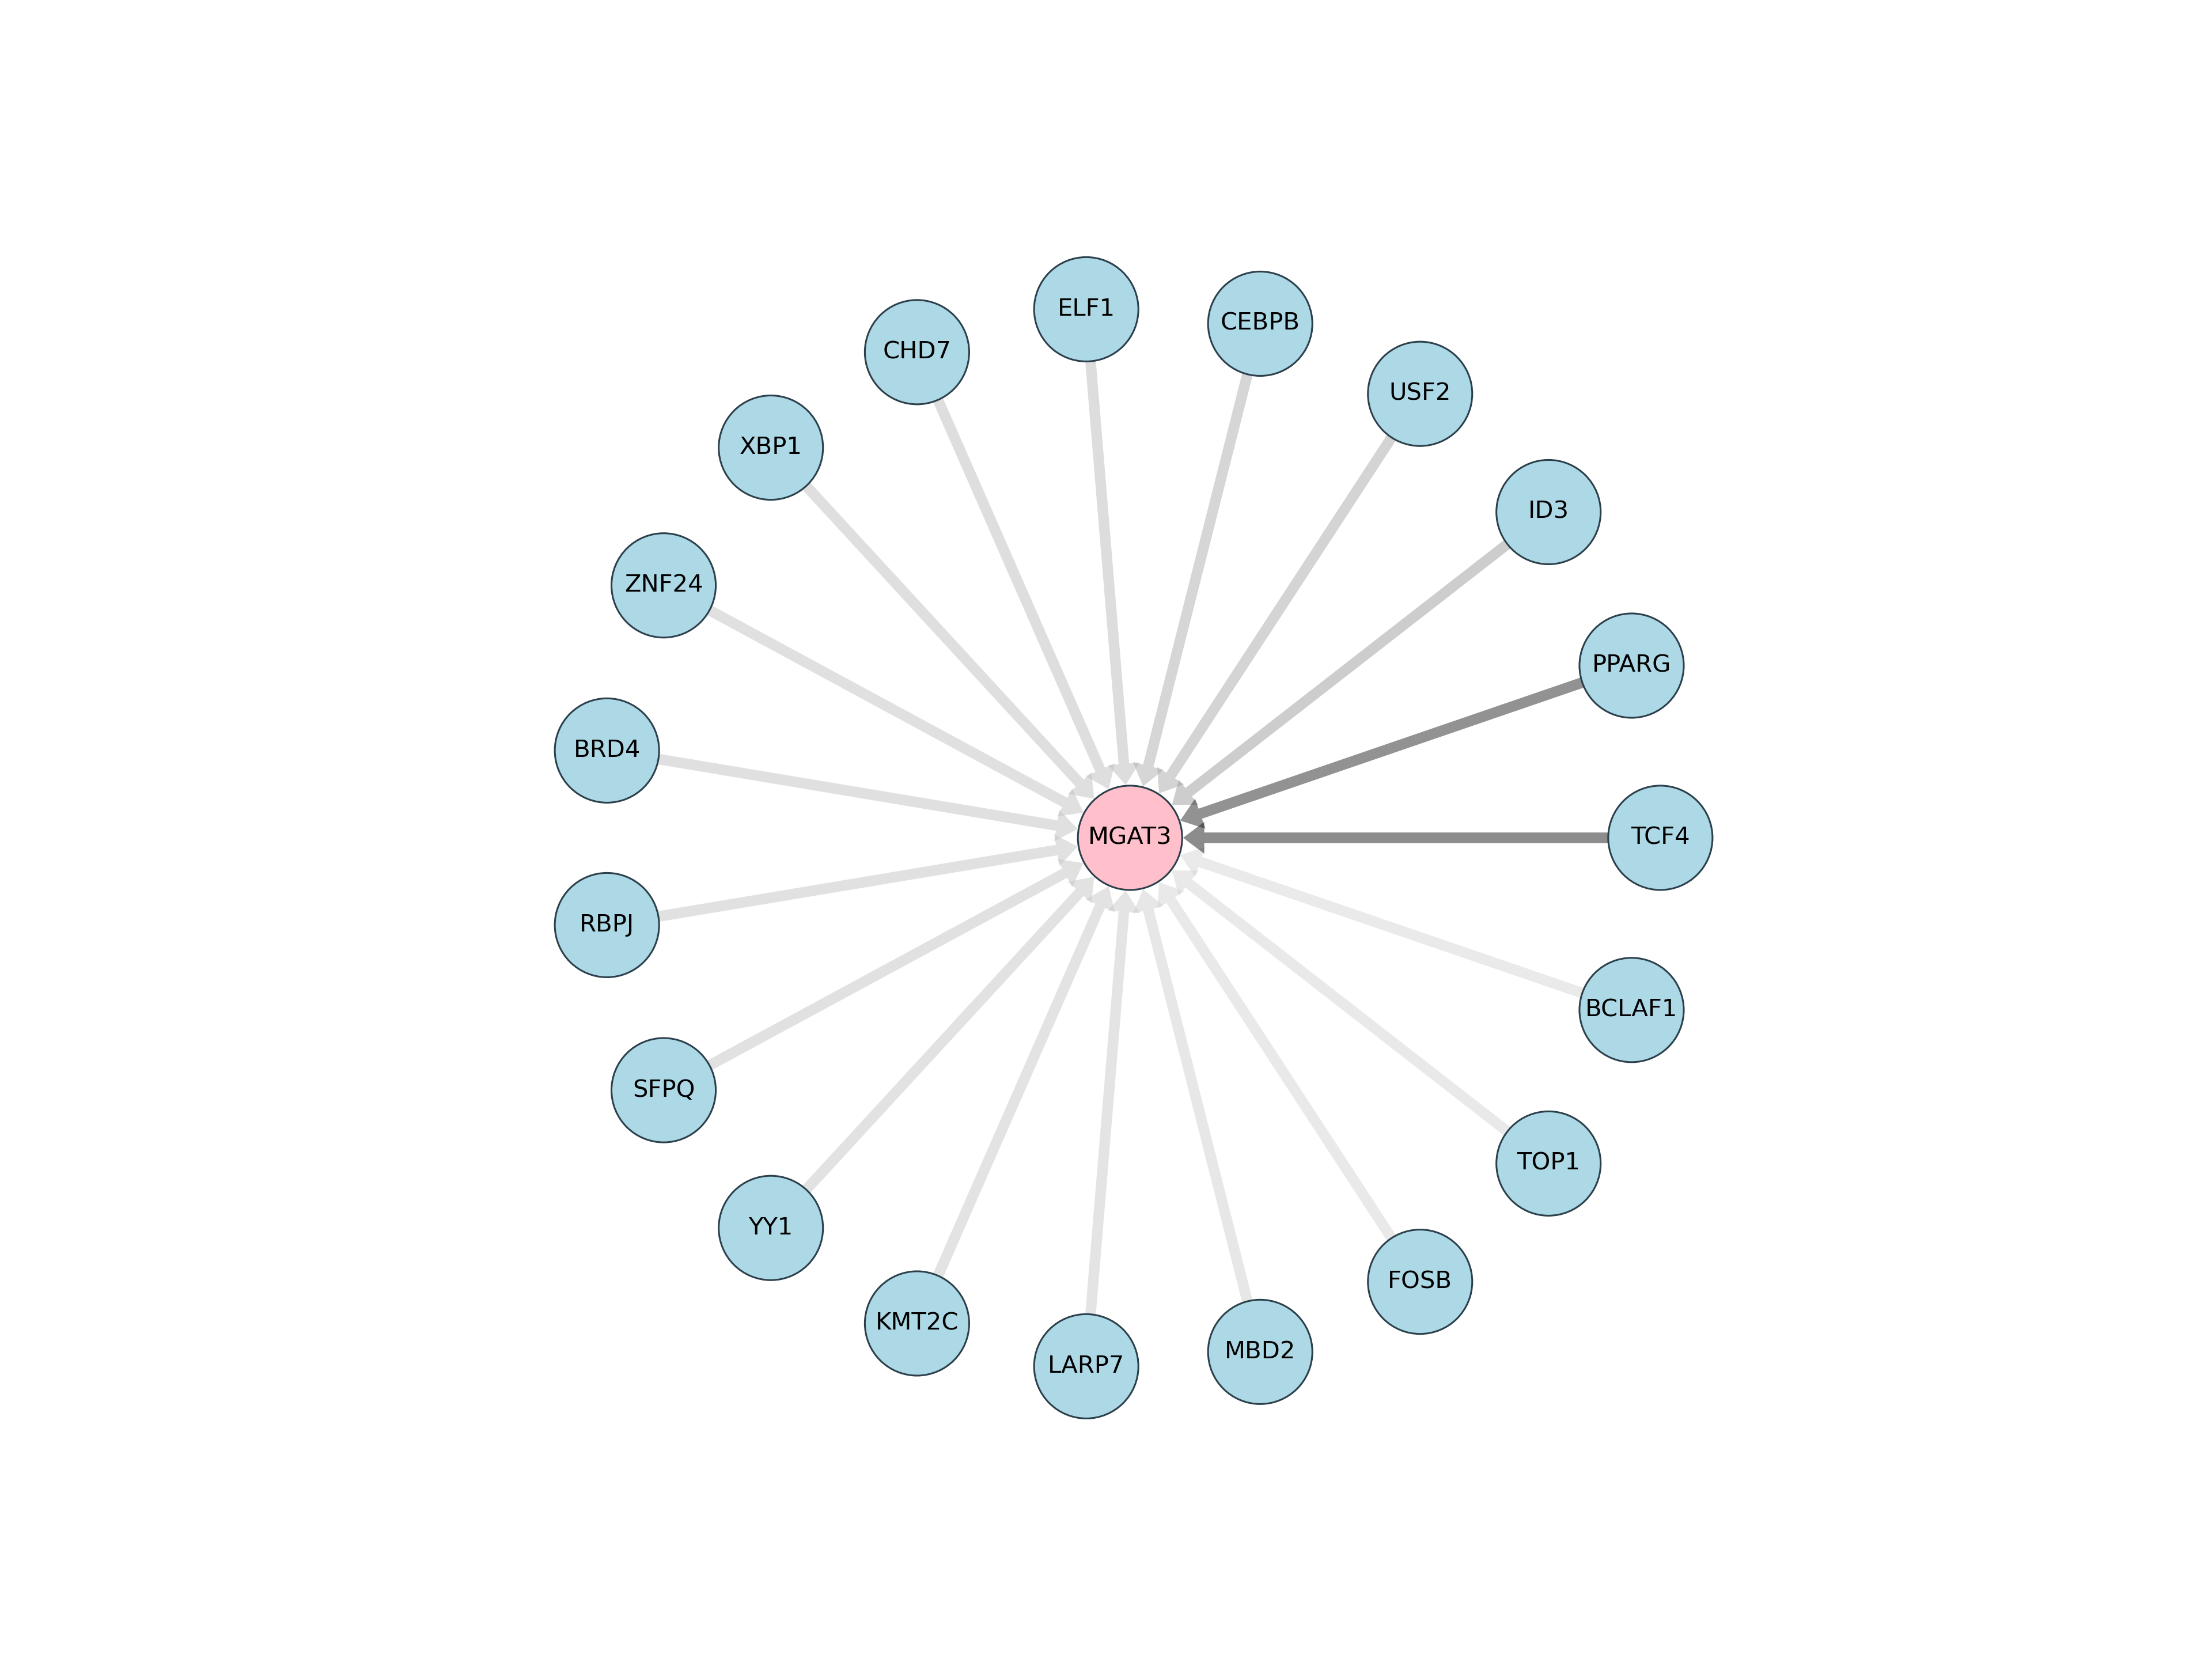 ELF1
CEBPB
CHD7
USF2
XBP1
ID3
ZNF24
PPARG
BRD4
MGAT3
TCF4
RBPJ
BCLAF1
SFPQ
TOP1
YY1
FOSB
KMT2C
MBD2
LARP7